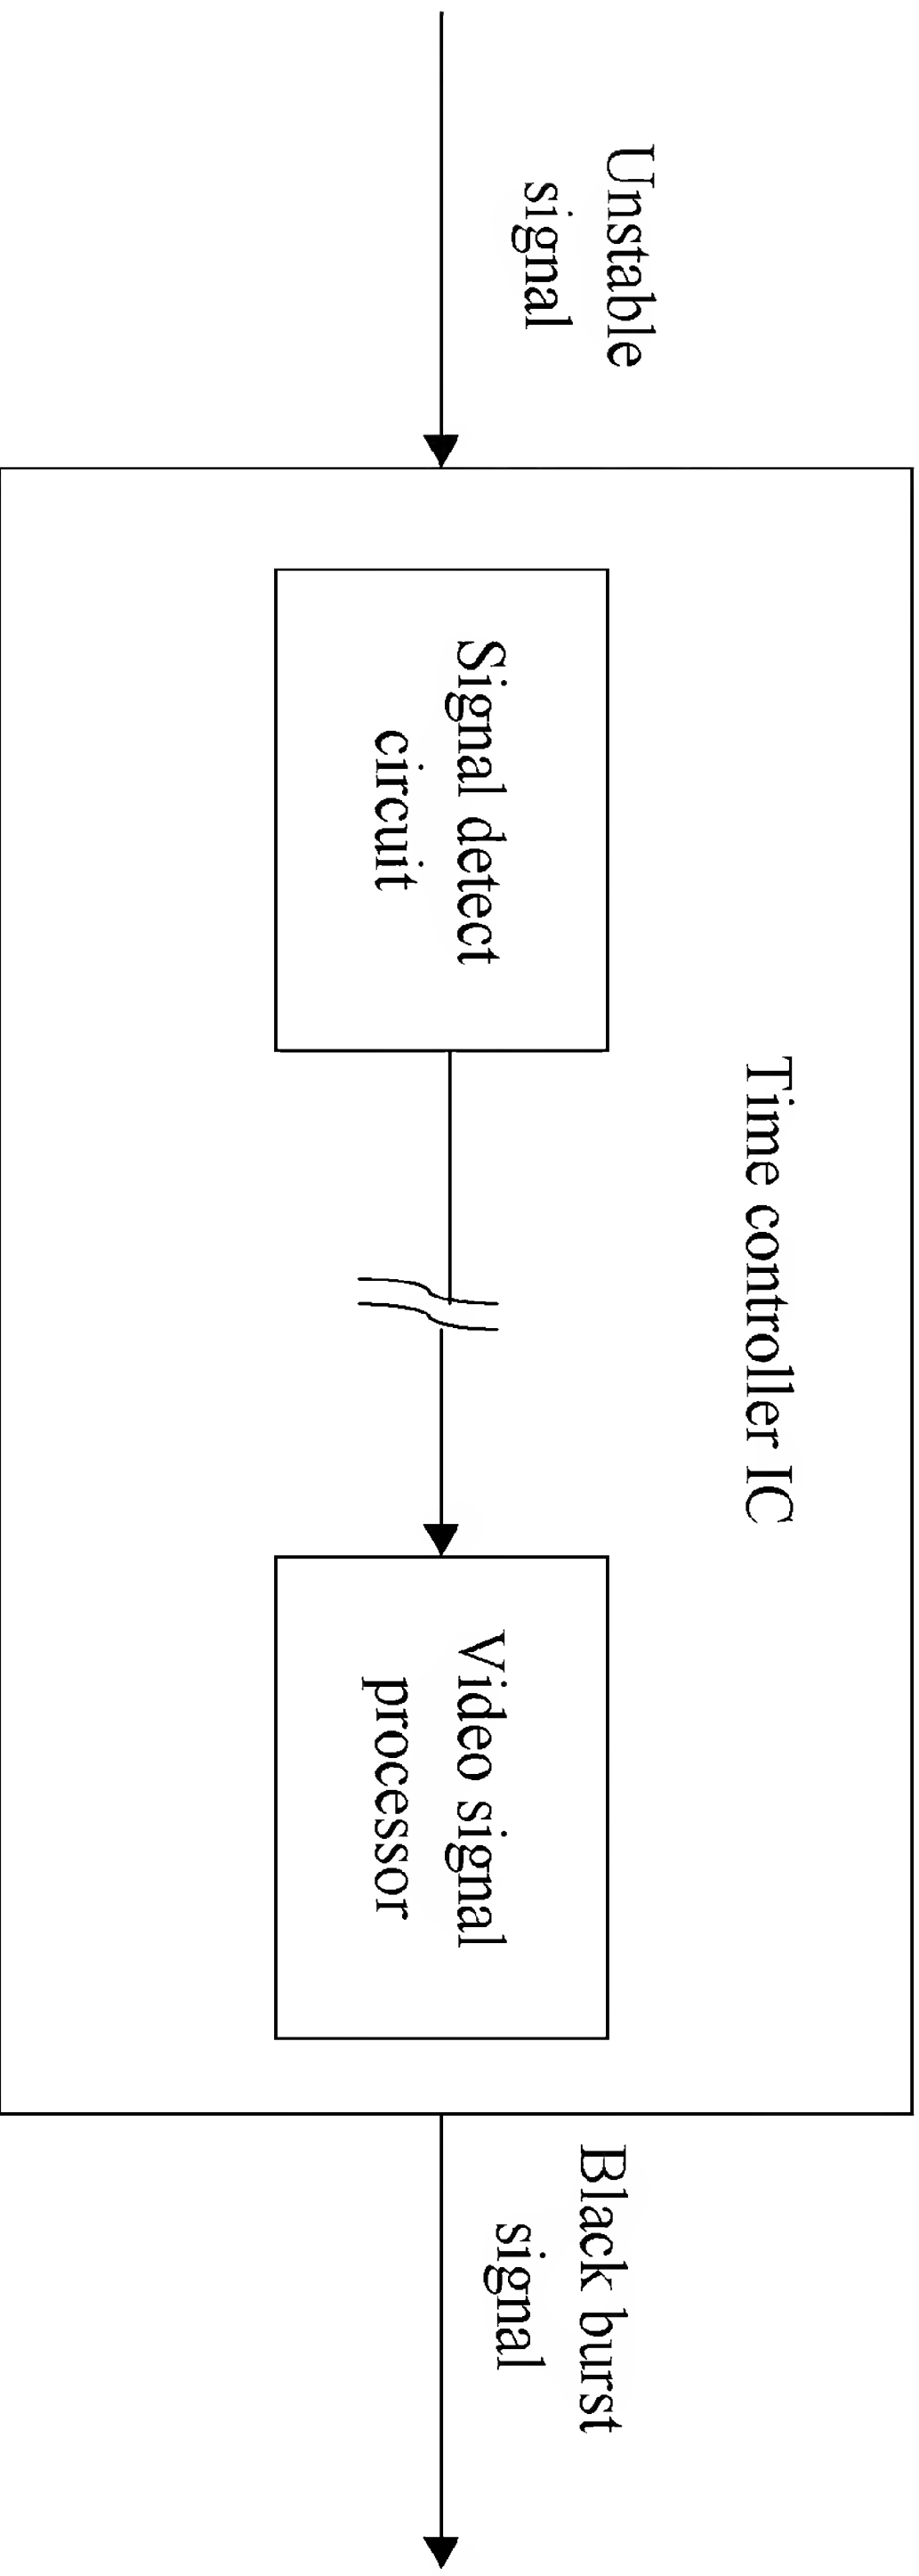 Unstable
signal
Time controller IC
Signal detect
circuit
Video signal
processor
Black burst
signal